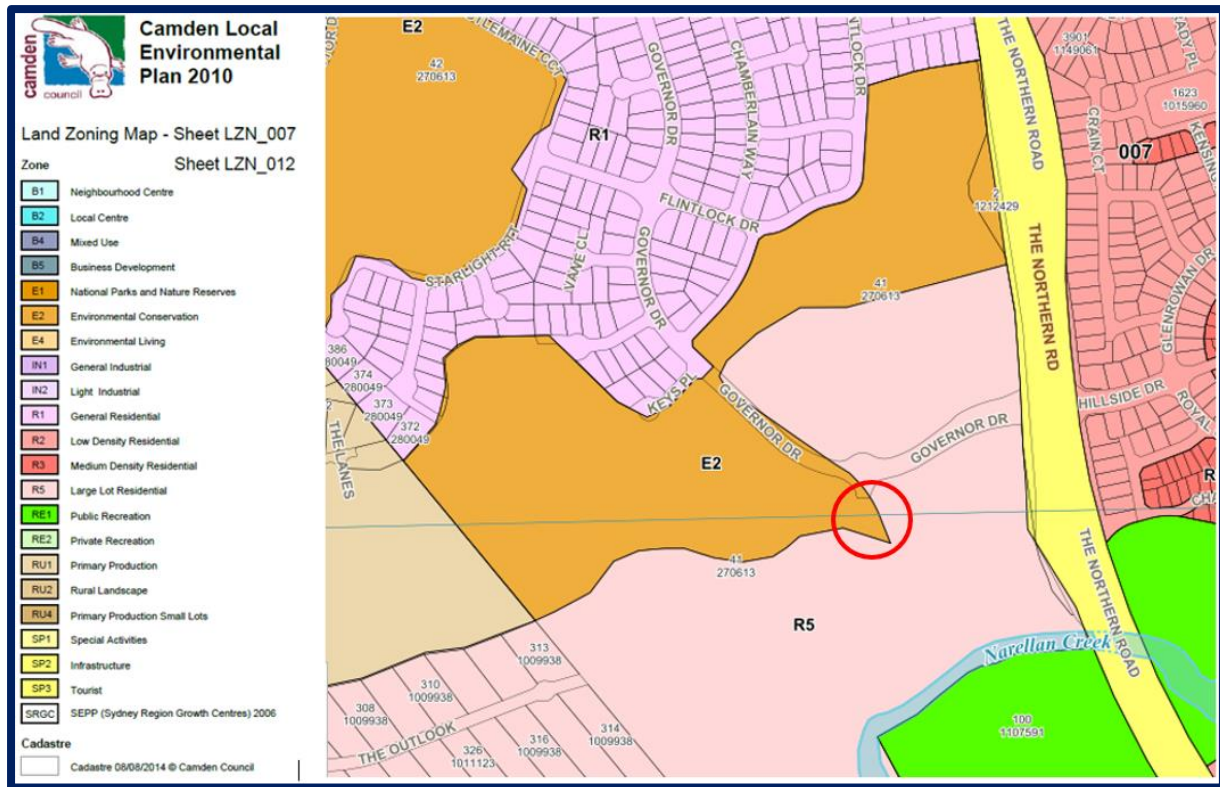 camden
council
Camden Local
Environmental
Plan 2010
Land Zoning Map - Sheet LZN_007
Sheet LZN_012
Zone
B1 Neighbourhood Centre
B2 Local Centre
B4 Mixed Use
B5 Business Development
E1 National Parks and Nature Reserves
E2 Environmental Conservation
E4 Environmental Living
IN1 General Industrial
IN2 Light Industrial
R1 General Residential
R2 Low Density Residential
R3 Medium Density Residential
R5 Large Lot Residential
RE1 Public Recreation
RE2 Private Recreation
RU1 Primary Production
RU2 Rural Landscape
RU4 Primary Production Small Lots
SP1 Special Activities
SP2 Infrastructure
SP3 Tourist
SRGC SEPP (Sydney Region Growth Centres) 2006
Cadastre
Cadastre 08/08/2014 © Camden Council
E2
42
270613
TLEMAINE CCT
GOVERNOR DR
CHAMBERLAIN WAY
NTLOCK DR
THE NORTHERN ROAD
3901
1149061
ADY PL
1623
1015960
KENSING
CRAIN CT
007
R1
FLINTLOCK DR
2
1212429
STARLIGHT
VANE CL
GOVERNOR DR
THE NORTHERN RD
GLENROWAN DR
41
270613
386
80049
374
280049
373
280049
372
280049
KEYS PL
GOVERNOR DR
GOVERNOR DR
HILLSIDE DR
ROYAL
THE LANES
E2
R
CHA
41
270613
R5
THE NORTHERN ROAD
Narellan Creek
313
1009938
310
1009938
308
1009938
314
1009938
316
1009938
326
1011123
THE OUTLOOK
100
1107591